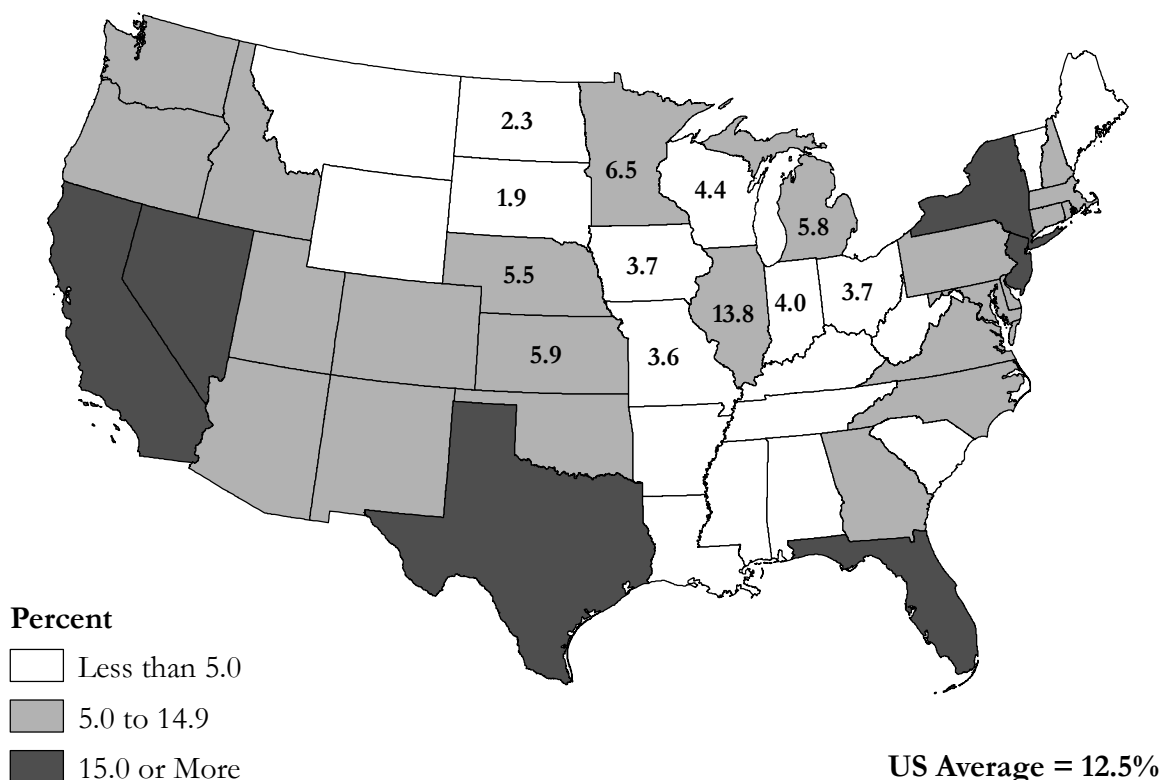 2.3
6.5
1.9
4.4
5.8
5.5
3.7
13.8
4.0
3.7
5.9
3.6
Percent
Less than 5.0
5.0 to 14.9
15.0 or More
US Average = 12.5%